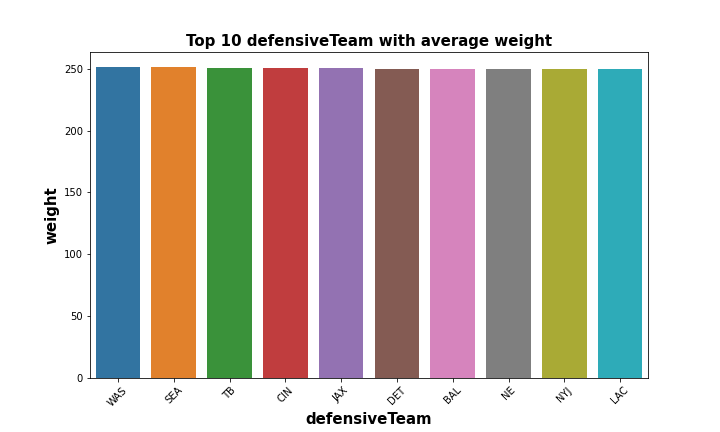 Top 10 defensiveTeam with average weight
weight
250
200
150
100
50
0
WAS SEA TB CIN JAX DET BAL NE NYJ LAC
defensiveTeam